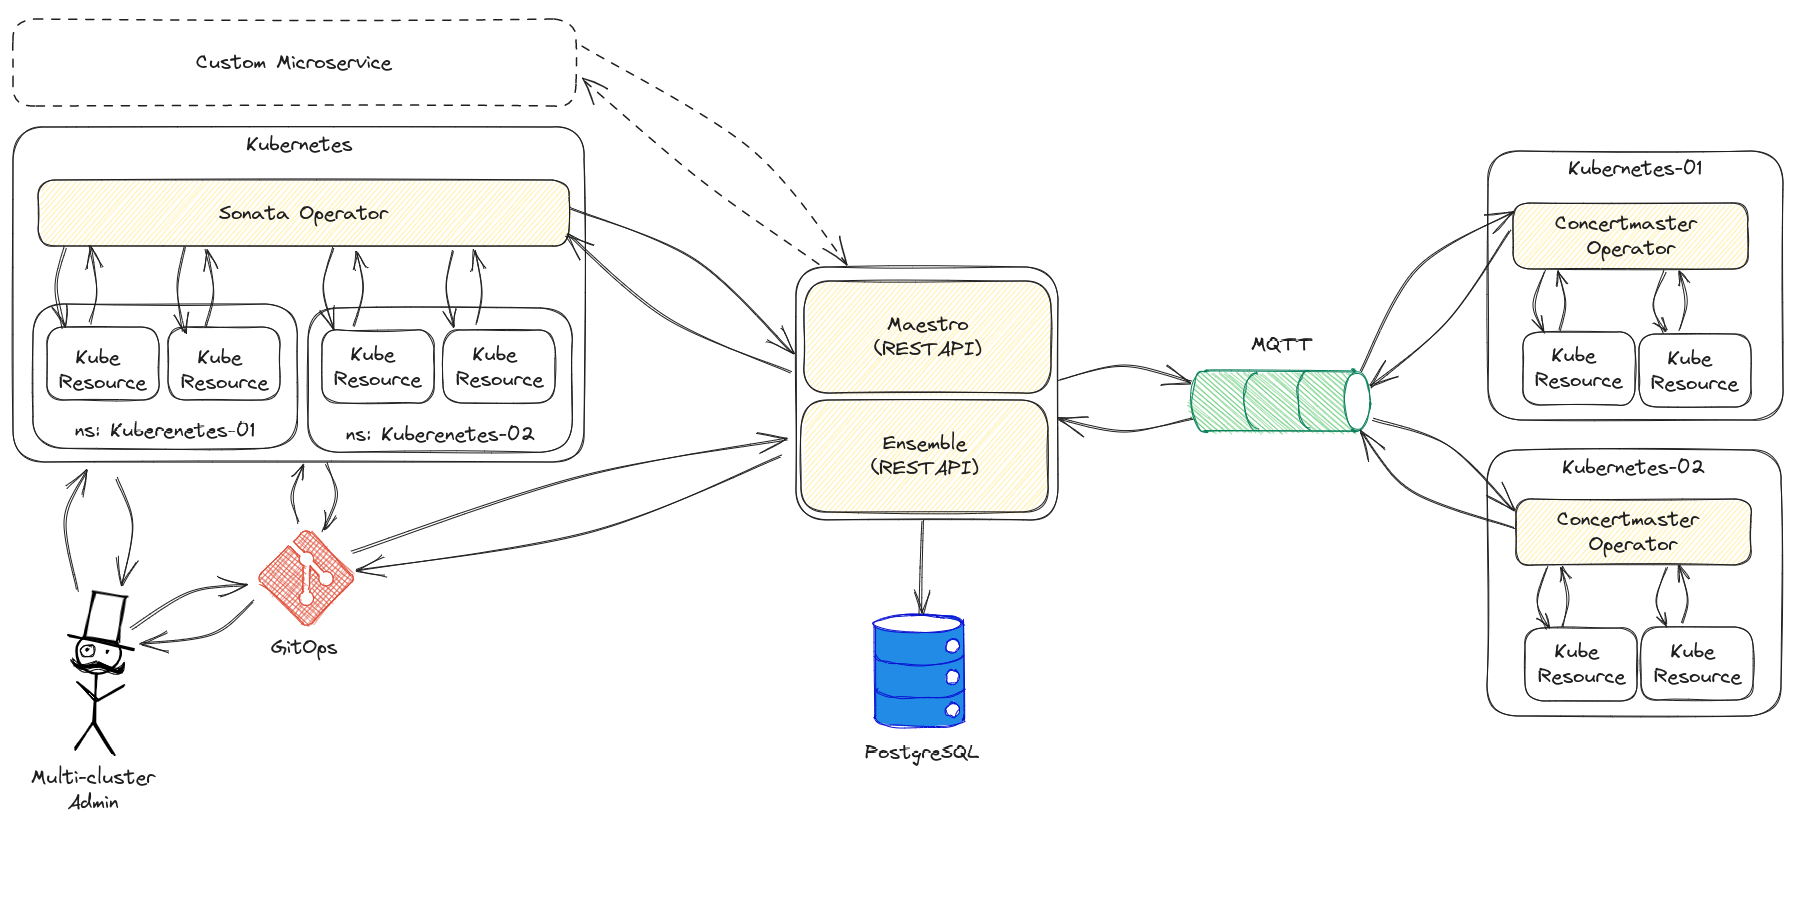 Custom Microservice
Kubernetes
Sonata Operator
Kube
Resource
Kube
Resource
ns: Kuberenetes-01
Kube
Resource
Kube
Resource
ns: Kuberenetes-02
GitOps
Multi-cluster
Admin
Maestro
(RESTAPI)
Ensemble
(RESTAPI)
PostgreSQL
MQTT
Kubernetes-01
Concertmaster
Operator
Kube
Resource
Kube
Resource
Kubernetes-02
Concertmaster
Operator
Kube
Resource
Kube
Resource